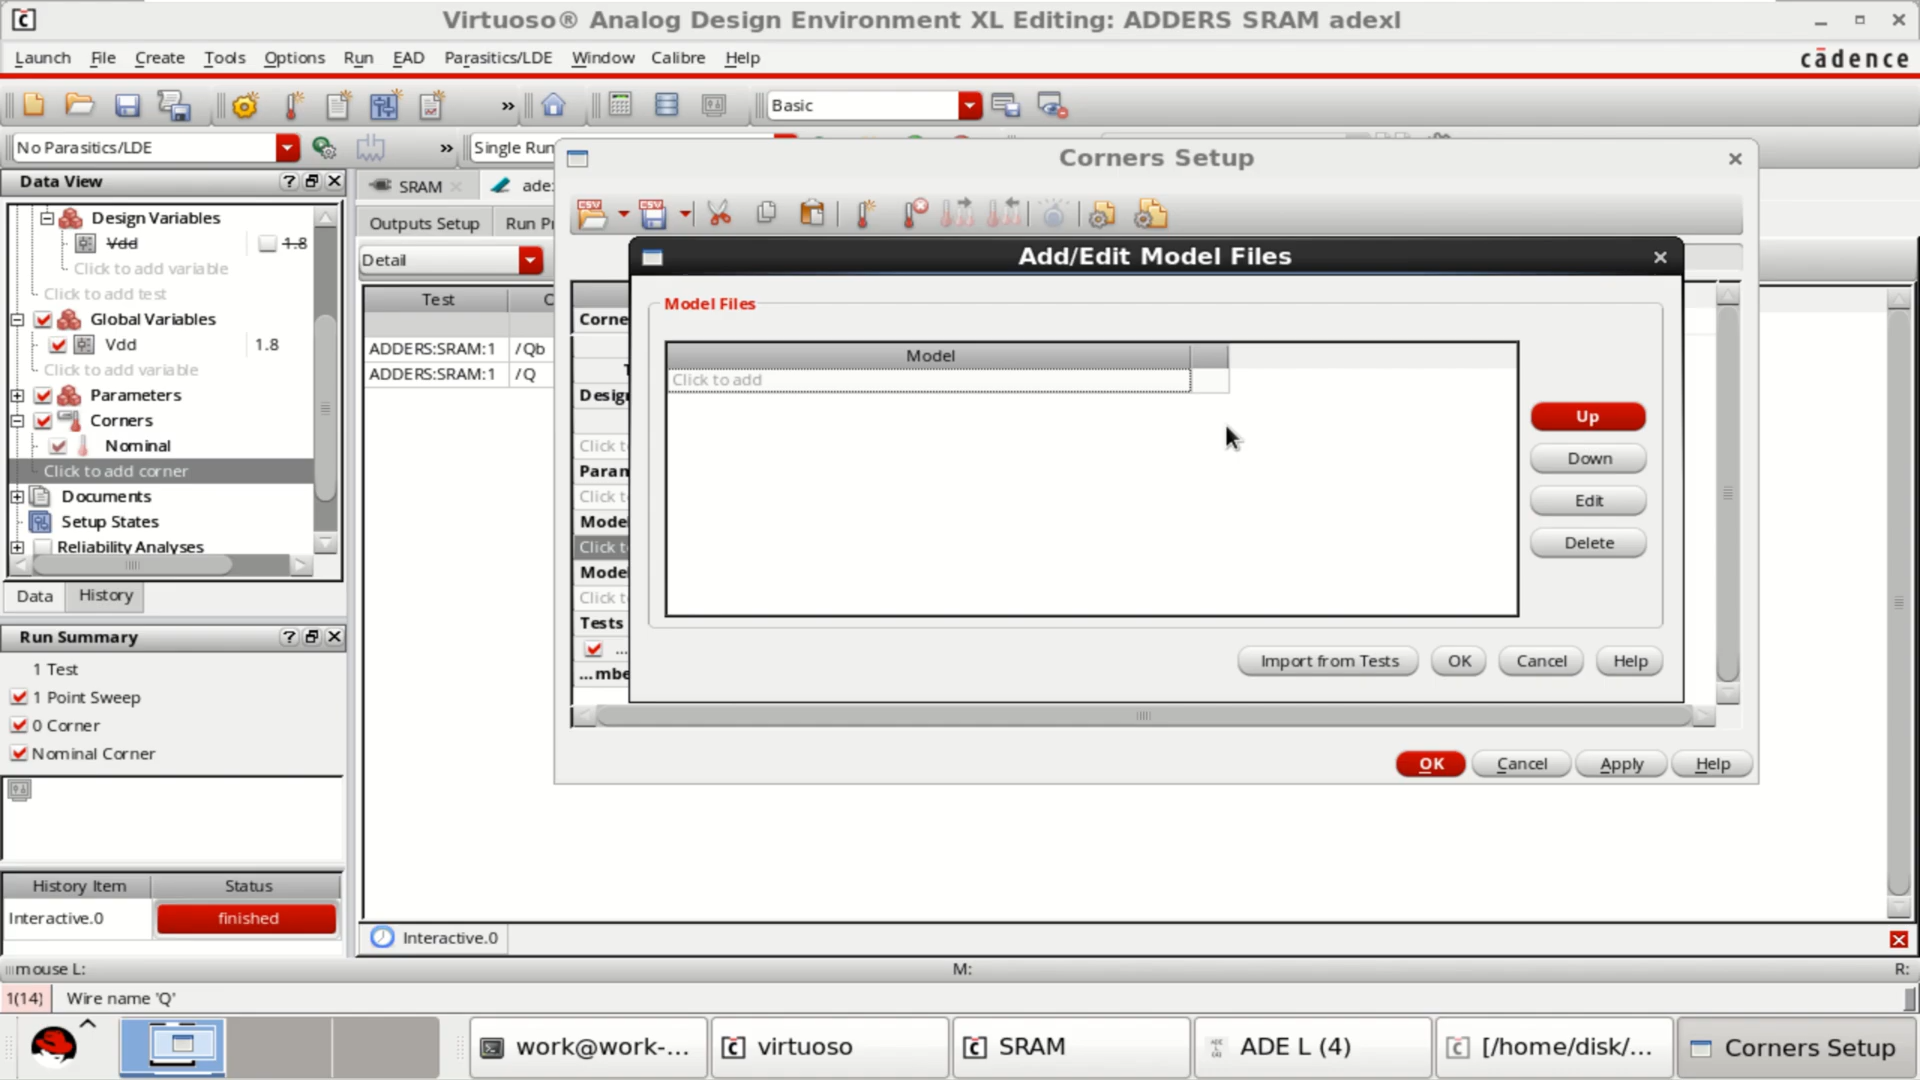 Virtuoso® Analog Design Environment XL Editing: ADDERS SRAM adexl
Launch File Create Tools Options Run EAD Parasitics/LDE Window Calibre Help
cādence
Basic
No Parasitics/LDE
Single Run
Corners Setup
Data View
SRAM
ade
Design Variables
Vdd 1.8
Click to add variable
Click to add test
Global Variables
Vdd 1.8
Click to add variable
Parameters
Corners
Nominal
Click to add corner
Documents
Setup States
Reliability Analyses
Data History
Outputs Setup Run Pr
Detail
Test
ADDERS:SRAM:1 /Qb
ADDERS:SRAM:1 /Q
CSV
CSV
Corne
T
Desig
Click t
Paran
Click t
Mode
Click t
Mode
Click t
Tests
...
...mbe
Add/Edit Model Files
Model Files
Model
Click to add
Up
Down
Edit
Delete
Import from Tests OK Cancel Help
OK Cancel Apply Help
Run Summary
1 Test
1 Point Sweep
0 Corner
Nominal Corner
History Item Status
Interactive.0 finished
Interactive.0
mouse L: M: R:
1(14) Wire name 'Q'
work@work-... virtuoso SRAM ADE L (4) [/home/disk/... Corners Setup